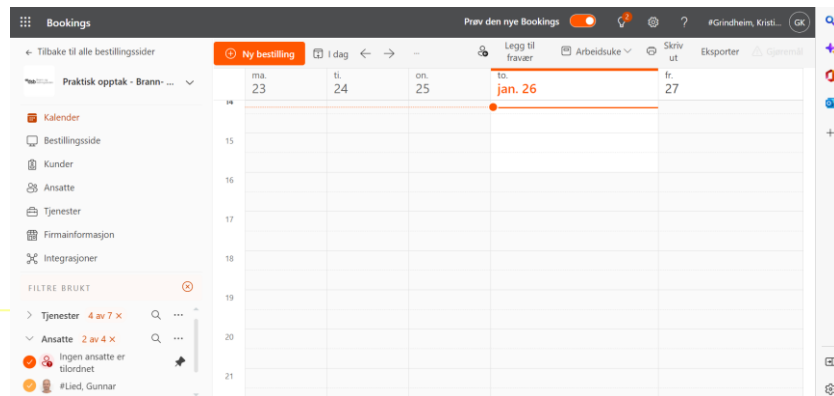 Bookings
Prøv den nye Bookings
2
?
#Grindheim, Kristi...
GK
← Tilbake til alle bestillingssider
Praktisk opptak - Brann- ...
Ny bestilling
I dag ← → –
Legg til fravær
Arbeidsuke
Skriv ut
Eksporter
ma.
23
ti.
24
on.
25
to.
jan. 26
fr.
27
Kalender
Bestillingsside
Kunder
Ansatte
Tjenester
Firmainformasjon
Integrasjoner
FILTRE BRUKT
Tjenester 4 av 7 ×
Ansatte 2 av 4 ×
Ingen ansatte er
tilordnet
#Lied, Gunnar
14
15
16
17
18
19
20
21